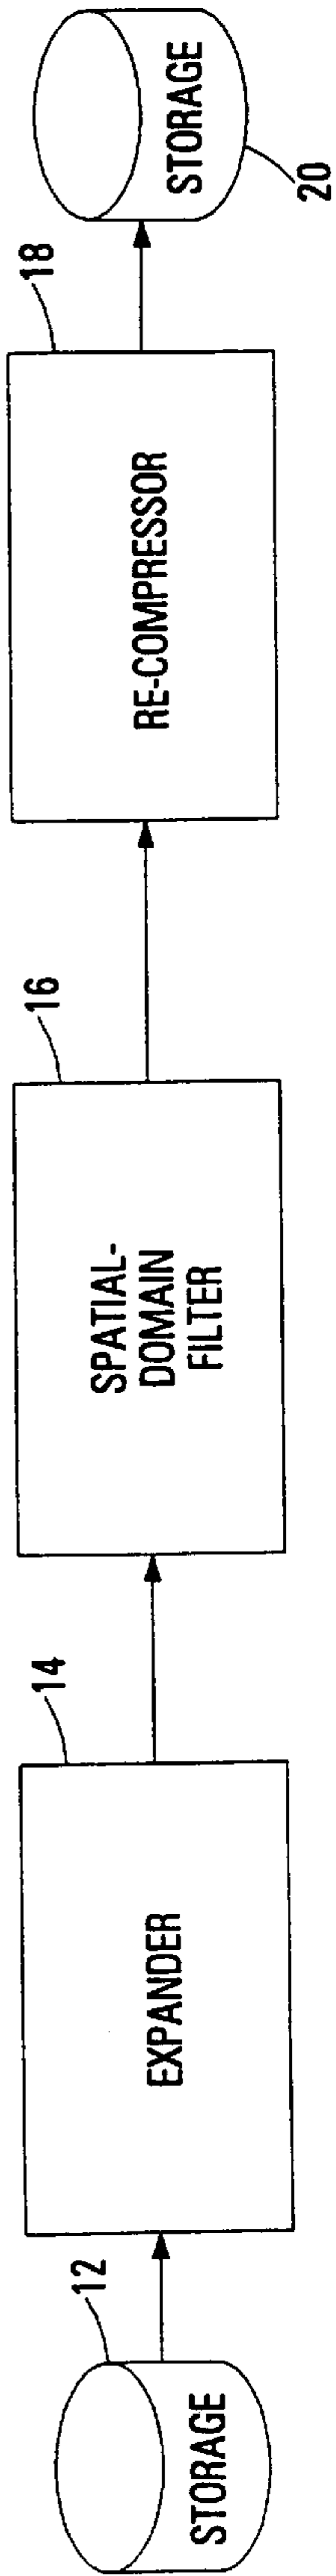 12
STORAGE
14
EXPANDER
16
SPATIAL-
DOMAIN
FILTER
18
RE-COMPRESSOR
STORAGE
20